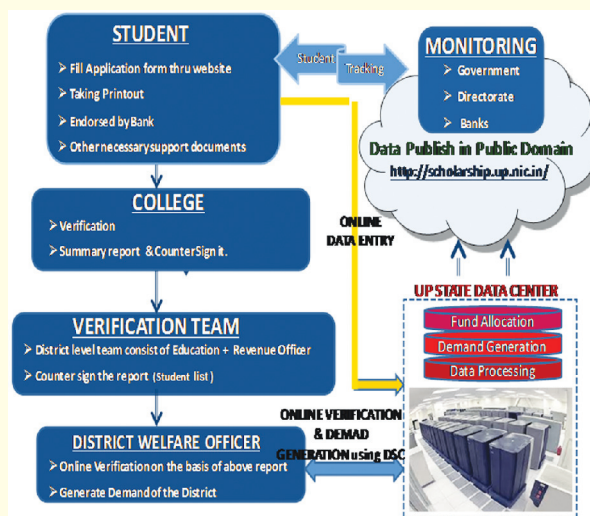 STUDENT
➢ Fill Application form thru website
➢ Taking Printout
➢ Endorsed by Bank
➢ Other necessary support documents
Student
Tracking
MONITORING
➢ Government
➢ Directorate
➢ Banks
Data Publish in Public Domain
http://scholarship.up.nic.in/
COLLEGE
➢ Verification
➢ Summary report & CounterSign it.
ONLINE
DATA ENTRY
VERIFICATION TEAM
➢ District level team consist of Education + Revenue Officer
➢ Counter sign the report (Student list)
UP STATE DATA CENTER
Fund Allocation
Demand Generation
Data Processing
DISTRICT WELFARE OFFICER
➢ Online Verification on the basis of above report
➢ Generate Demand of the District
ONLINE VERIFICATION
& DEMAD
GENERATION using DSC